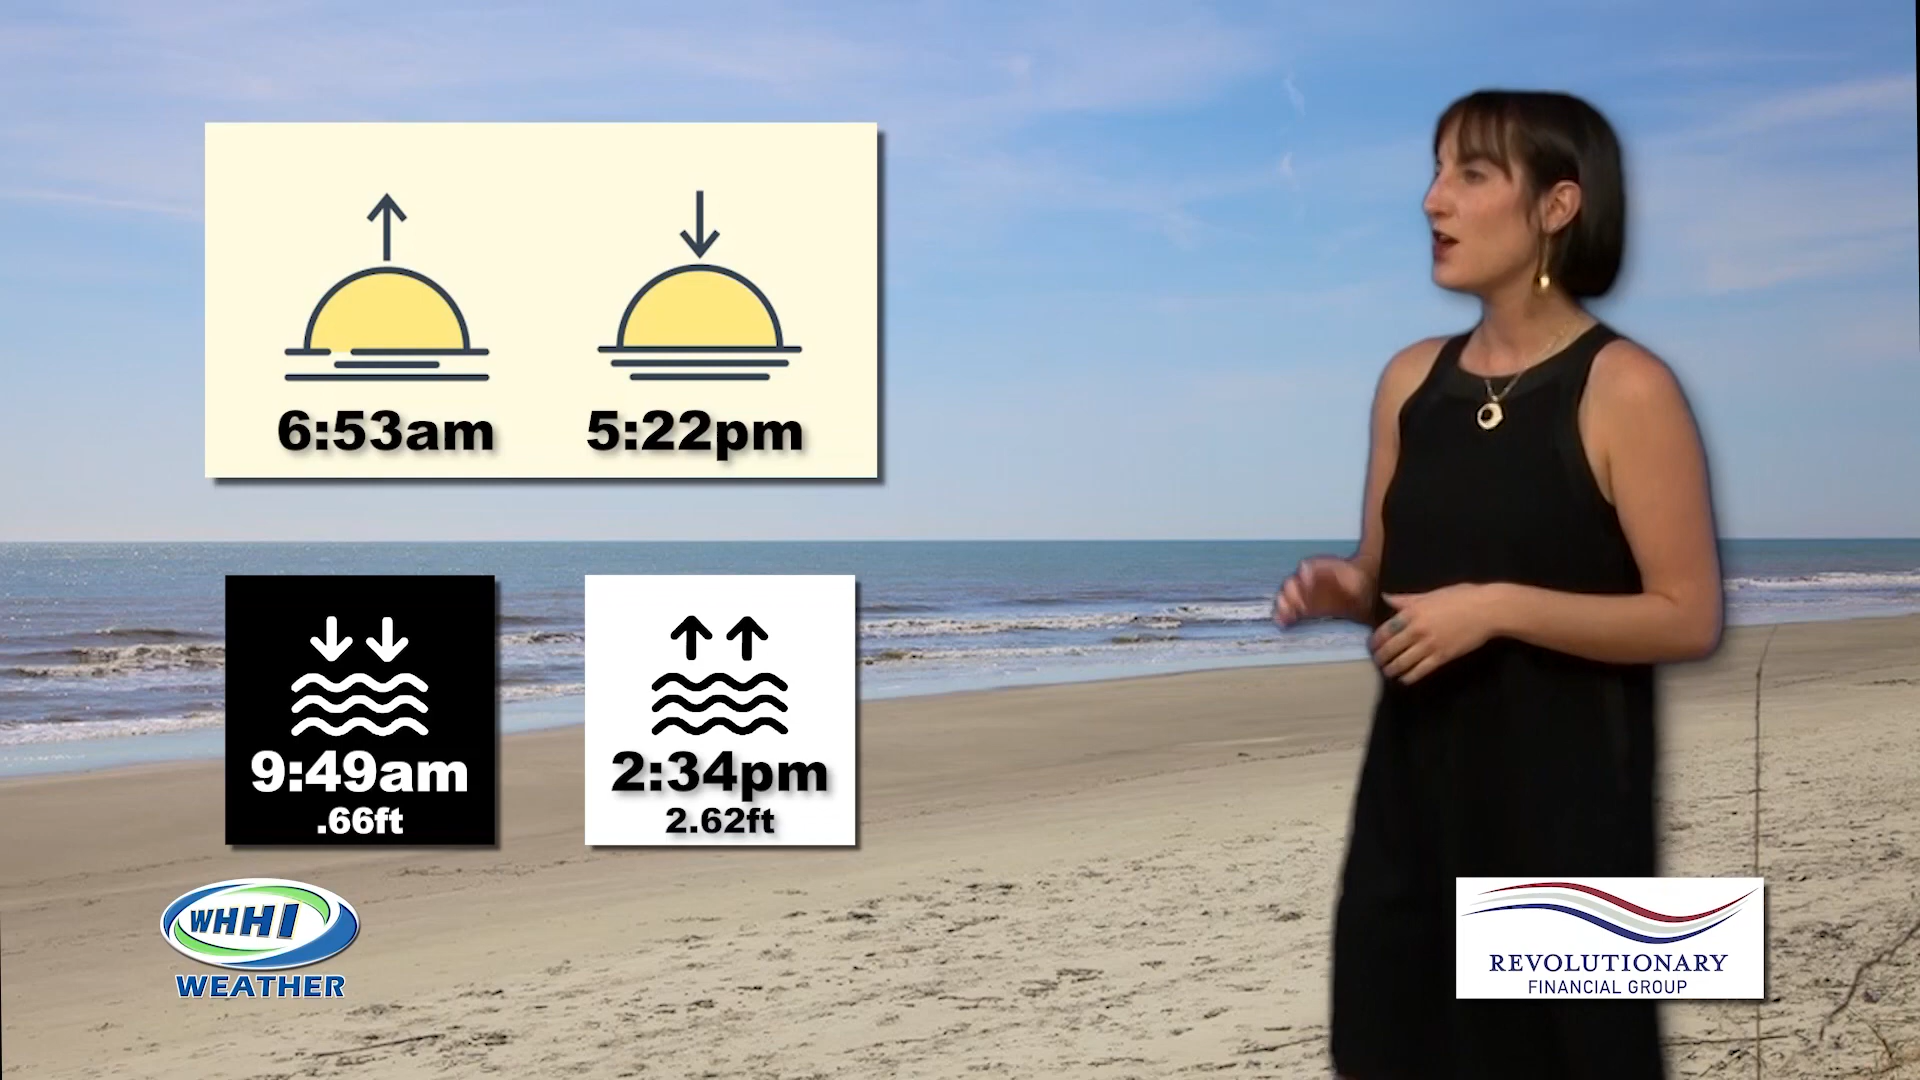 6:53am
5:22pm
9:49am
.66ft
2:34pm
2.62ft
WHHI
WEATHER
REVOLUTIONARY
FINANCIAL GROUP